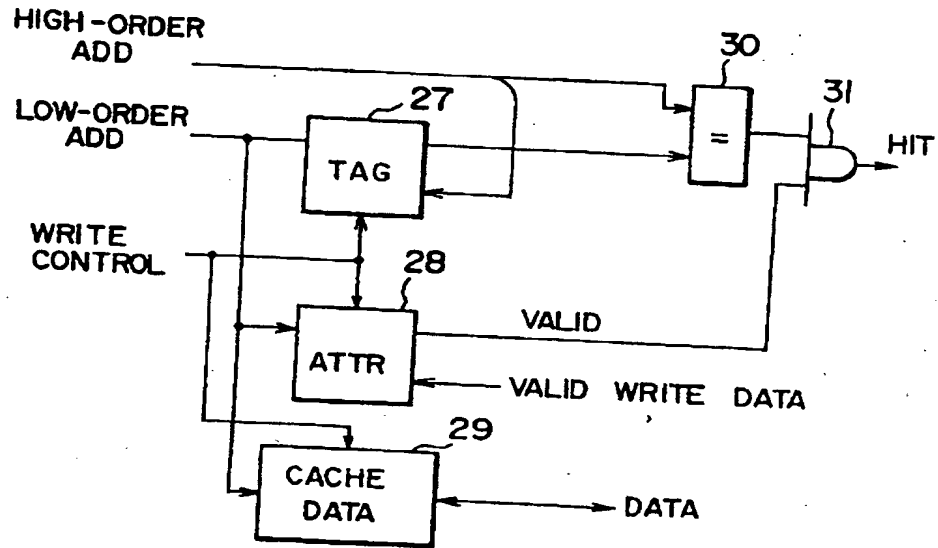 HIGH-ORDER
ADD
30
31
LOW-ORDER
ADD
27
TAG
=
HIT
WRITE
CONTROL
28
VALID
ATTR
VALID WRITE DATA
29
CACHE
DATA
DATA